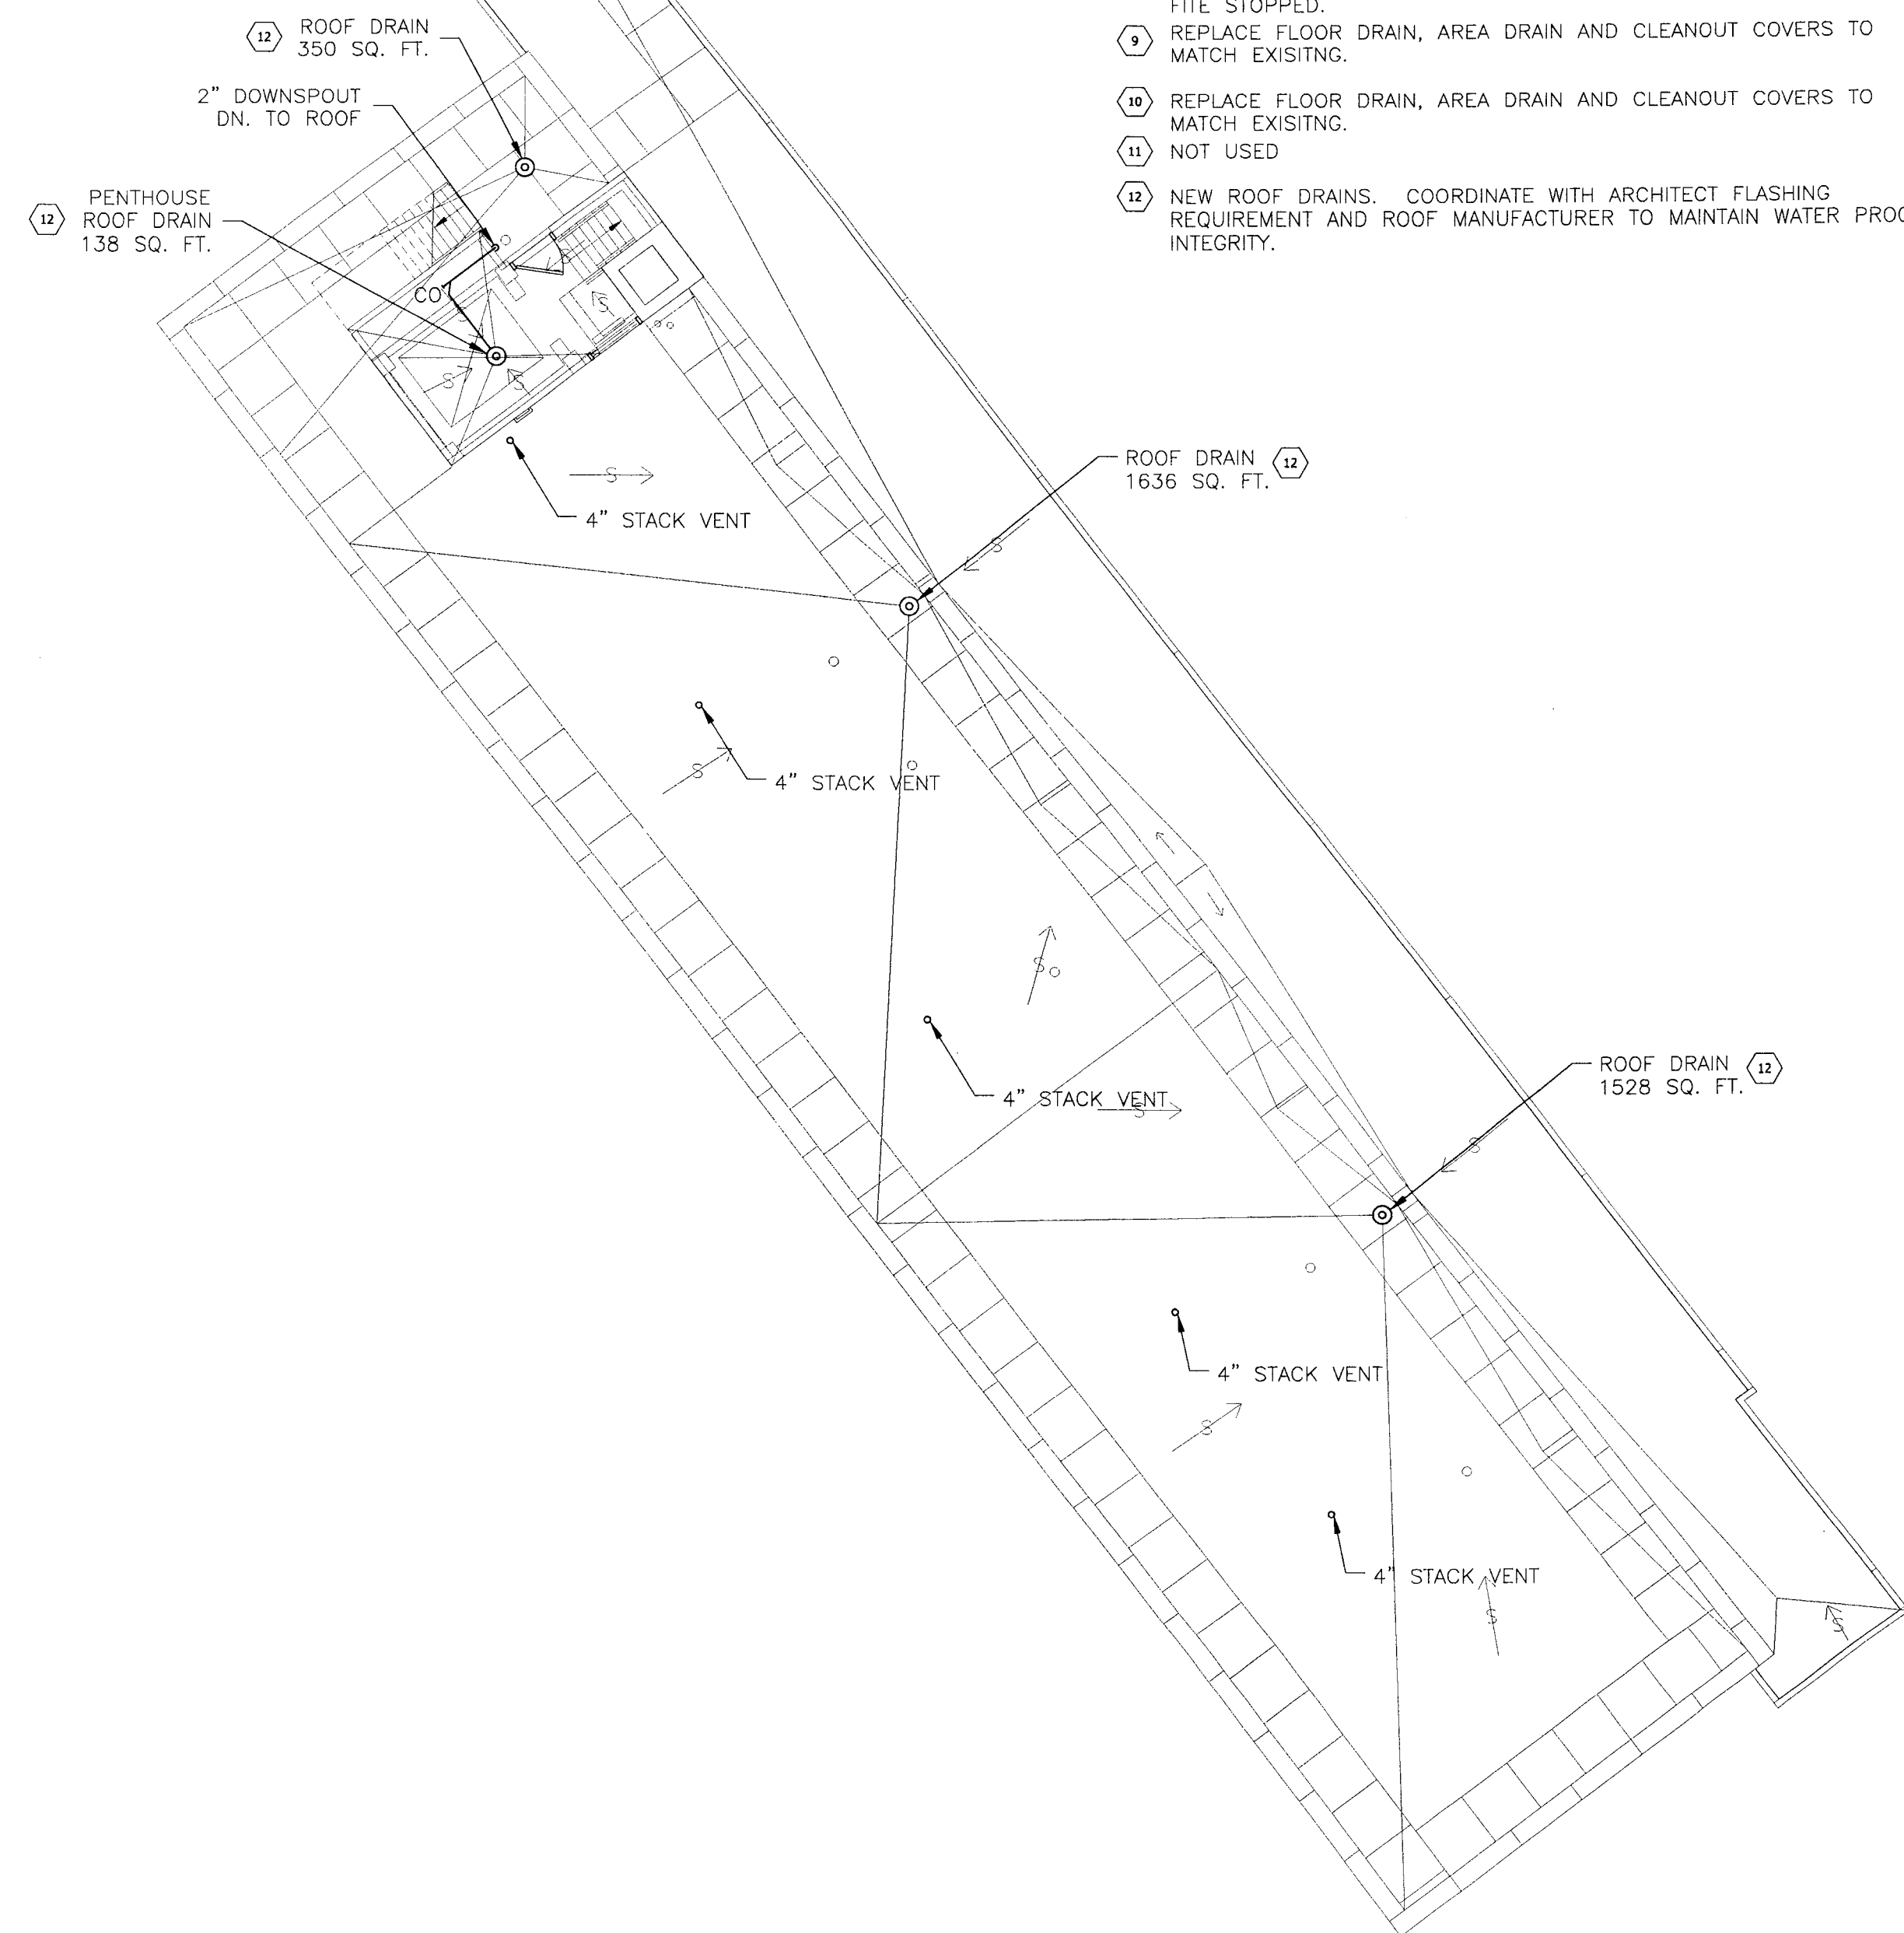 FITE STOPPED.
9 REPLACE FLOOR DRAIN, AREA DRAIN AND CLEANOUT COVERS TO
MATCH EXISITNG.
10 REPLACE FLOOR DRAIN, AREA DRAIN AND CLEANOUT COVERS TO
MATCH EXISITNG.
11 NOT USED
12 NEW ROOF DRAINS. COORDINATE WITH ARCHITECT FLASHING
REQUIREMENT AND ROOF MANUFACTURER TO MAINTAIN WATER PROO
INTEGRITY.
12 ROOF DRAIN
350 SQ. FT.
2" DOWNSPOUT
DN. TO ROOF
PENTHOUSE
12 ROOF DRAIN
138 SQ. FT.
CO
S
S
S
S
S
S
4" STACK VENT
ROOF DRAIN 12
1636 SQ. FT.
S
S
4" STACK VENT
S
4" STACK VENT
S
ROOF DRAIN 12
1528 SQ. FT.
S
4" STACK VENT
S
4" STACK VENT
S
S